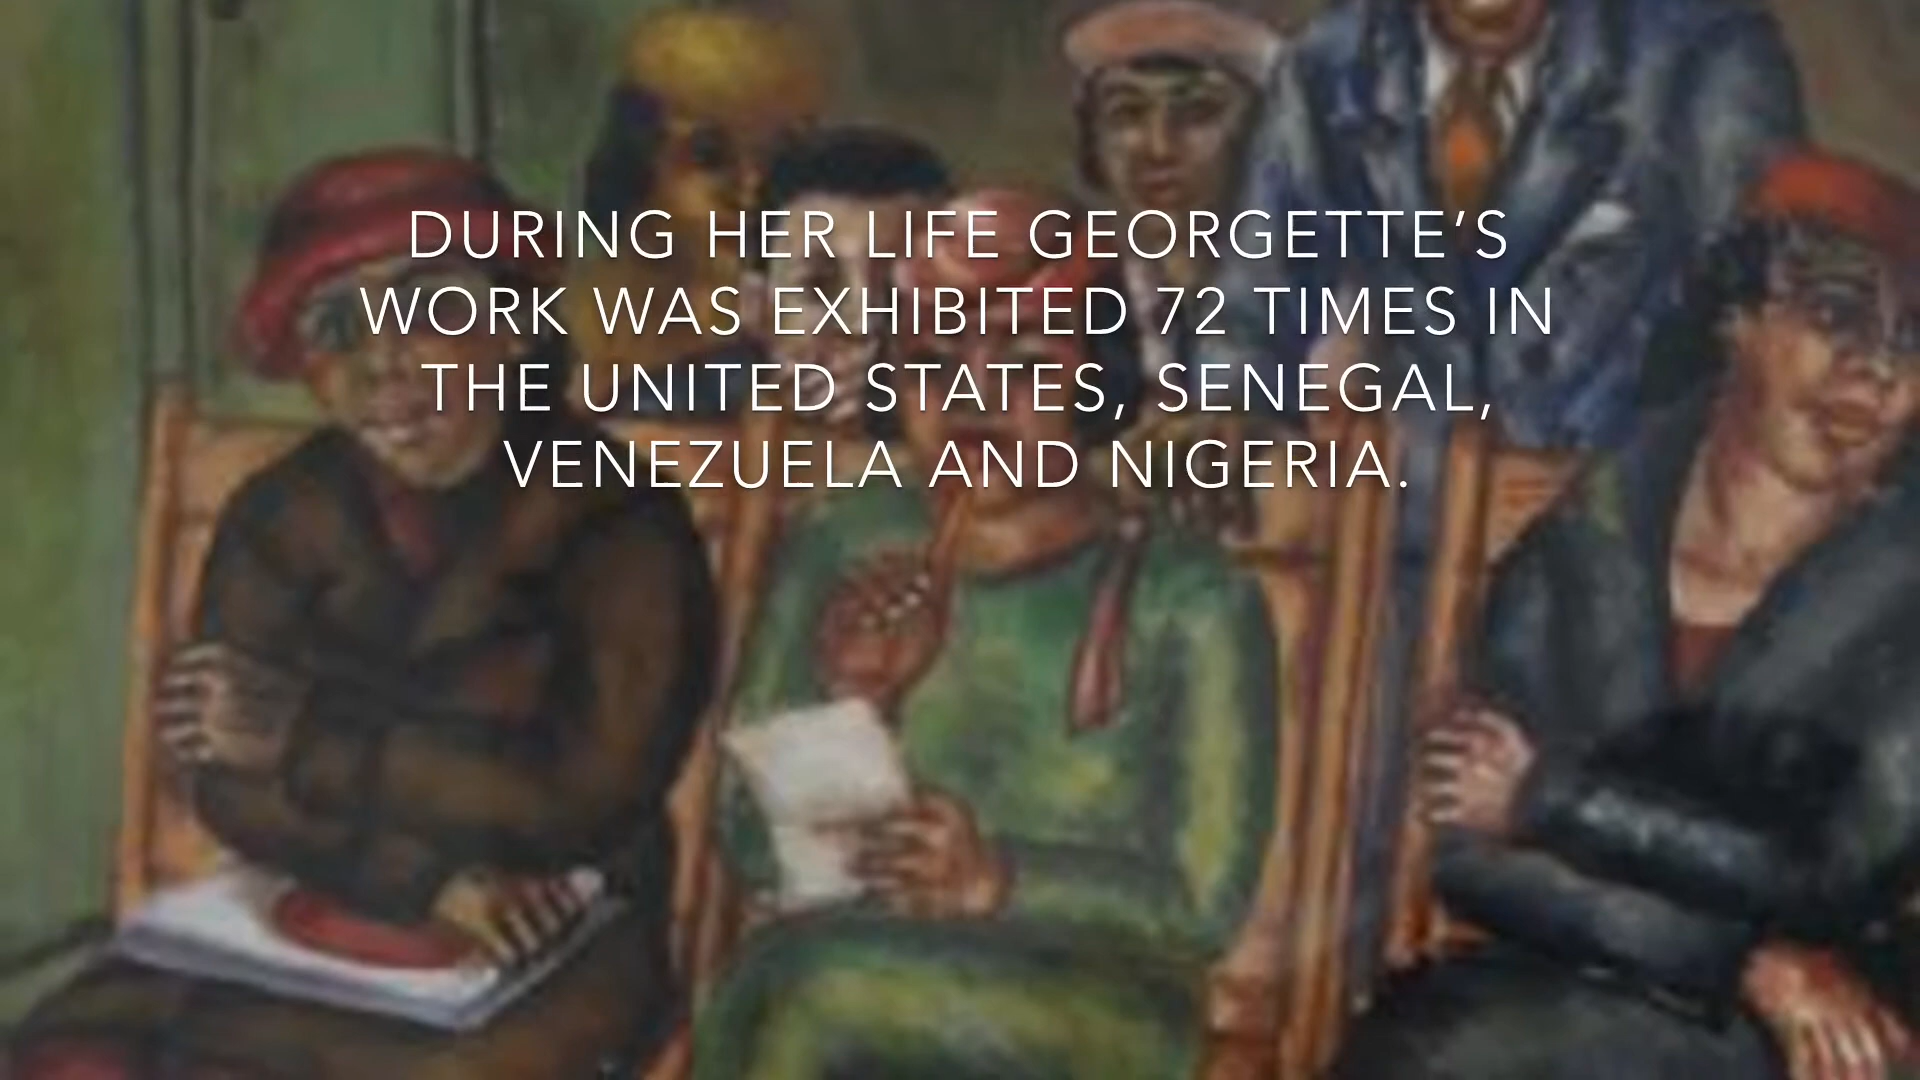 DURING HER LIFE GEORGETTE’S
WORK WAS EXHIBITED 72 TIMES IN
THE UNITED STATES, SENEGAL,
VENEZUELA AND NIGERIA.